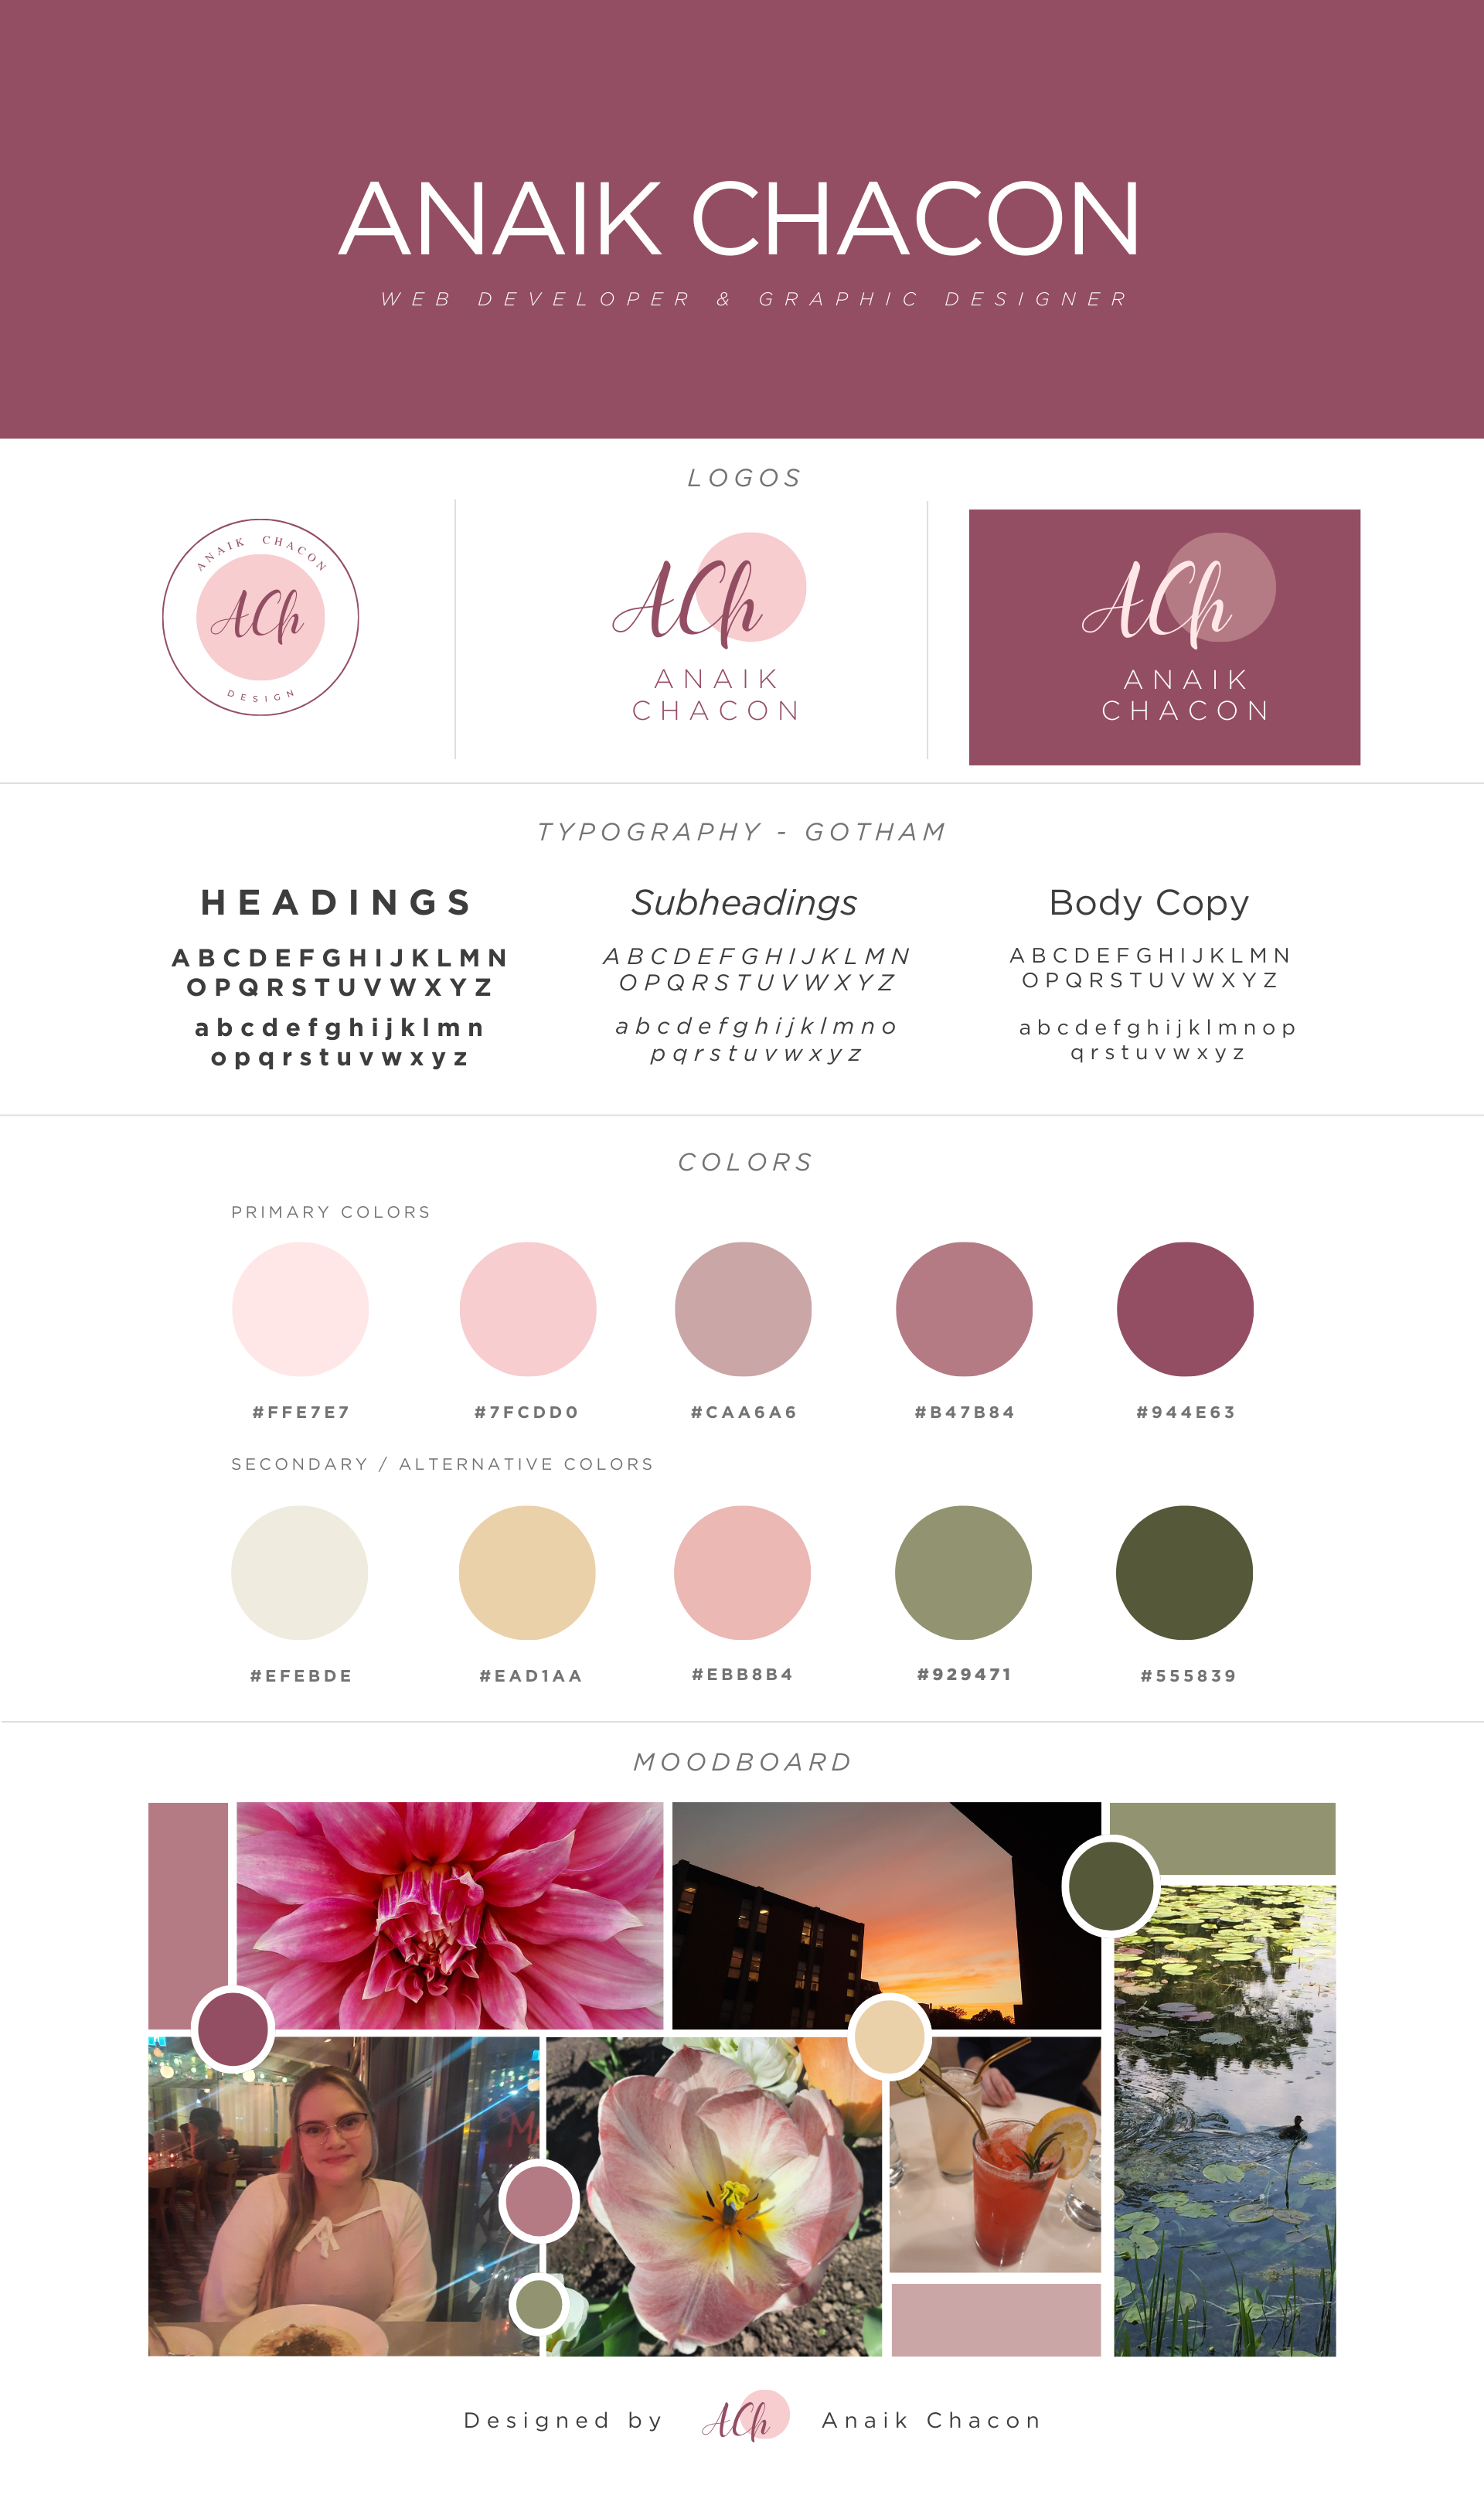 ANAIK CHACON
WEB DEVELOPER & GRAPHIC DESIGNER
LOGOS
ANAIK CHACON
ACh
DESIGN
ACh
ANAIK
CHACON
ACh
ANAIK
CHACON
TYPOGRAPHY - GOTHAM
HEADINGS
ABCDEFGHIJKLMN
OPQRSTUVWXYZ
abcdefghijklmn
opqrstuvwxyz
Subheadings
ABCDEFGHIJKLMN
OPQRSTUVWXYZ
abcdefghijklmno
pqrstuvwxyz
Body Copy
ABCDEFGHIJKLMN
OPQRSTUVWXYZ
abcdefghijklmnop
qrstuvwxyz
COLORS
PRIMARY COLORS
#FFE7E7
#7FCDD0
#CAA6A6
#B47B84
#944E63
SECONDARY / ALTERNATIVE COLORS
#EFEBDE
#EAD1AA
#EBB8B4
#929471
#555839
MOODBOARD
Designed by ACh Anaik Chacon